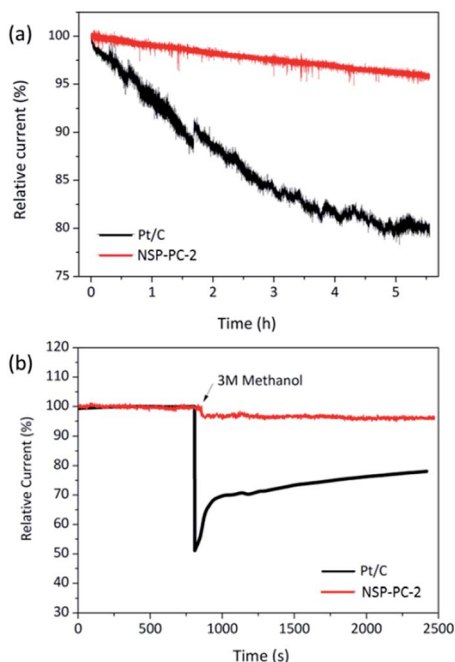 (a)
Relative current (%)
100
95
90
85
80
75
Pt/C
NSP-PC-2
0
1
2
3
4
5
Time (h)
(b)
Relative Current (%)
120
110
100
90
80
70
60
50
40
30
3M Methanol
Pt/C
NSP-PC-2
0
500
1000
1500
2000
2500
Time (s)